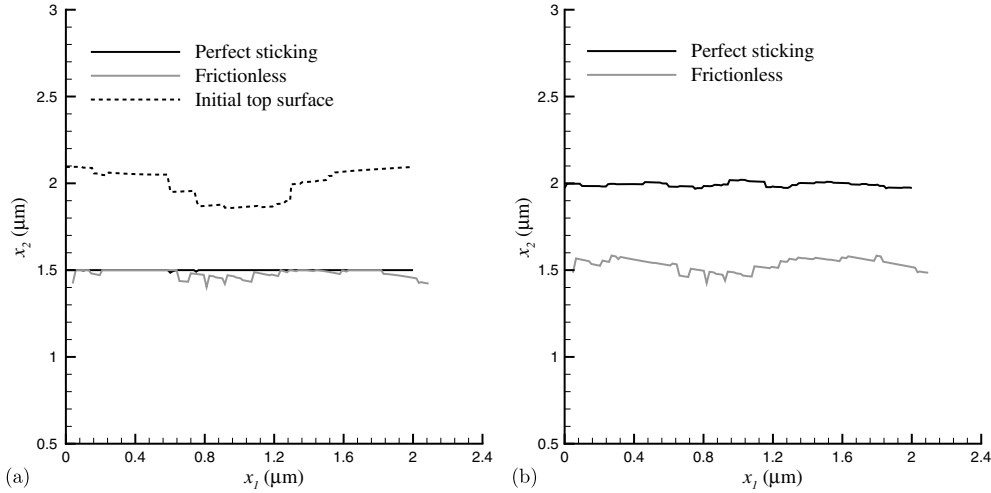 3
2.5
2
1.5
1
0.5
x2 (μm)
Perfect sticking
Frictionless
Initial top surface
0 0.4 0.8 1.2 1.6 2 2.4
(a) x1 (μm)
3
2.5
2
1.5
1
0.5
x2 (μm)
Perfect sticking
Frictionless
0 0.4 0.8 1.2 1.6 2 2.4
(b) x1 (μm)